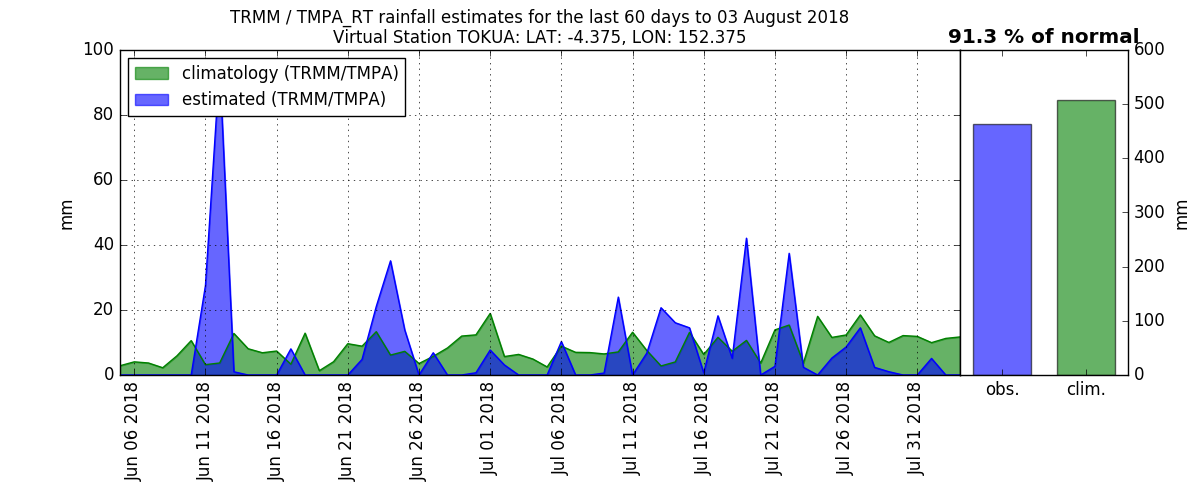 TRMM / TMPA_RT rainfall estimates for the last 60 days to 03 August 2018
Virtual Station TOKUA: LAT: -4.375, LON: 152.375
91.3 % of normal
climatology (TRMM/TMPA)
estimated (TRMM/TMPA)
100
80
60
40
20
0
mm
Jun 06 2018
Jun 11 2018
Jun 16 2018
Jun 21 2018
Jun 26 2018
Jul 01 2018
Jul 06 2018
Jul 11 2018
Jul 16 2018
Jul 21 2018
Jul 26 2018
Jul 31 2018
600
500
400
300
200
100
0
mm
obs.
clim.